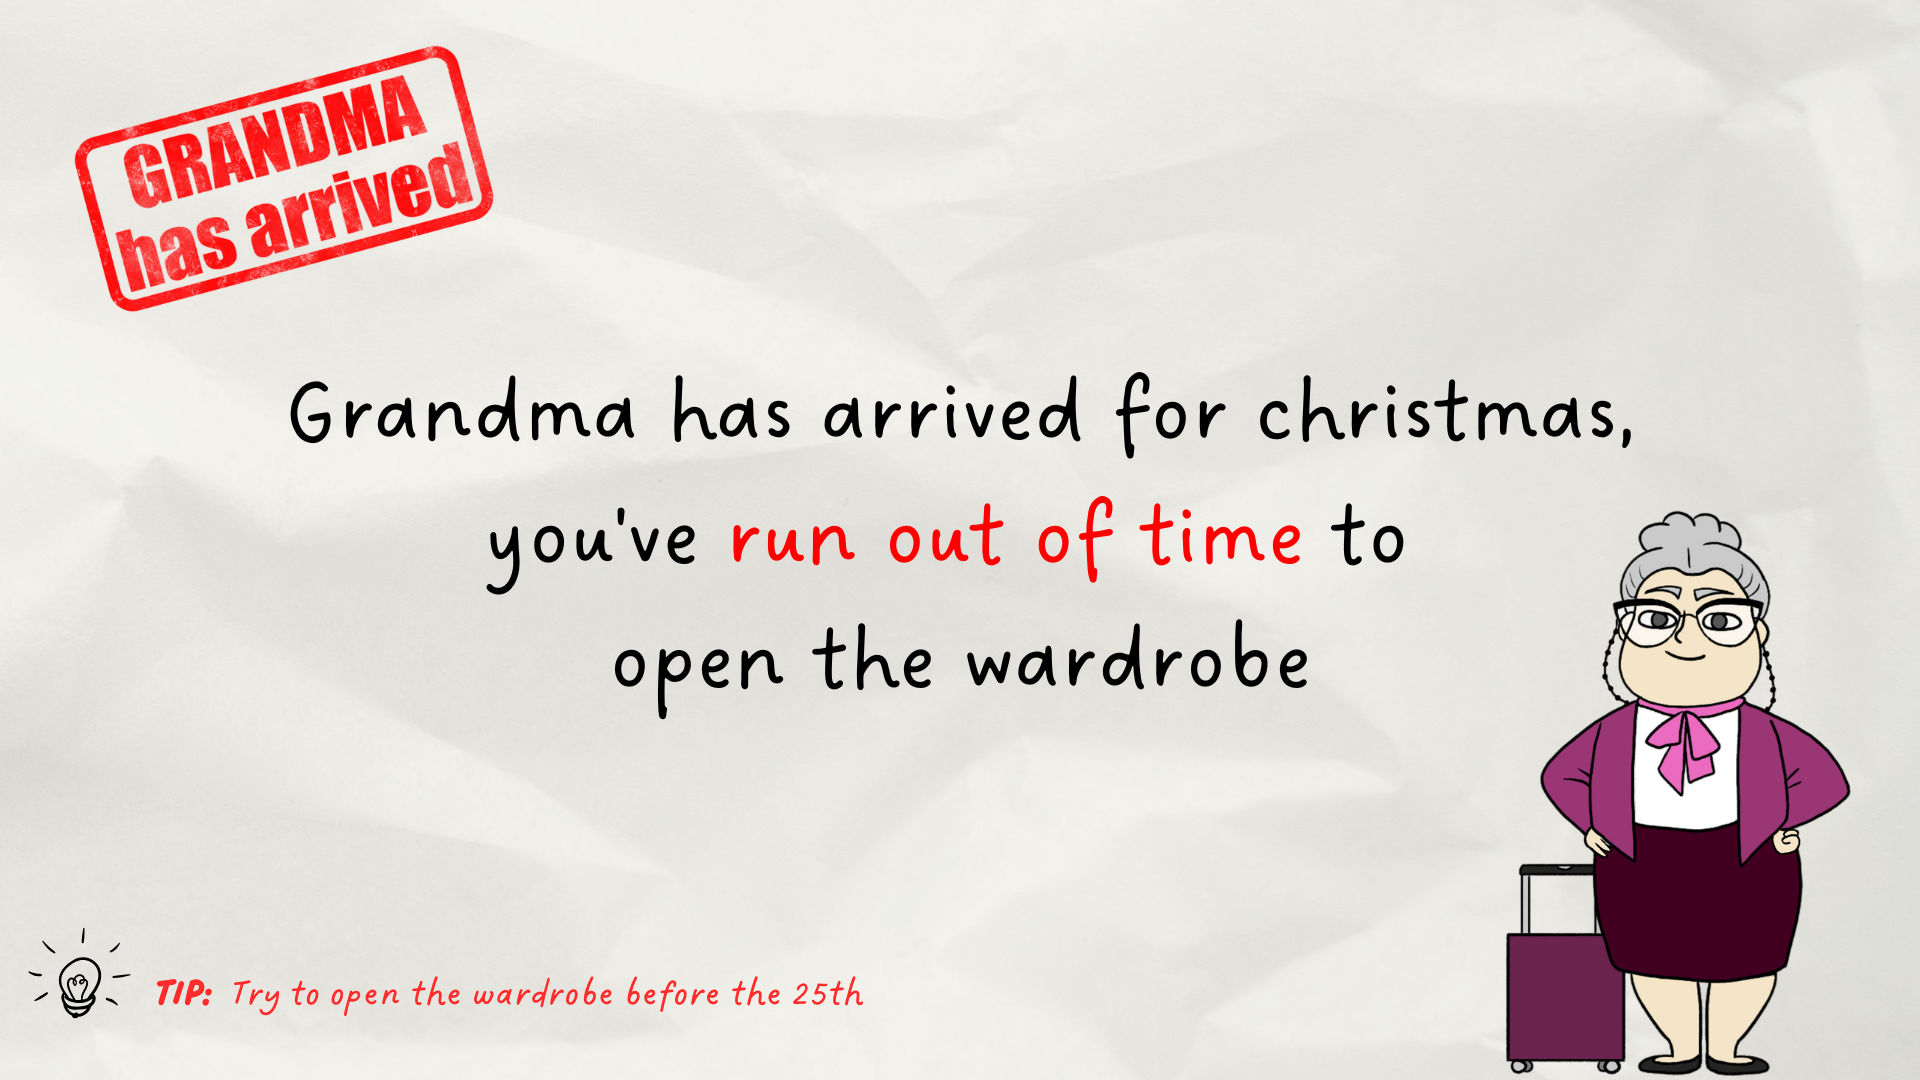 GRANDMA
has arrived
Grandma has arrived for christmas,
you've run out of time to
open the wardrobe
TIP: Try to open the wardrobe before the 25th